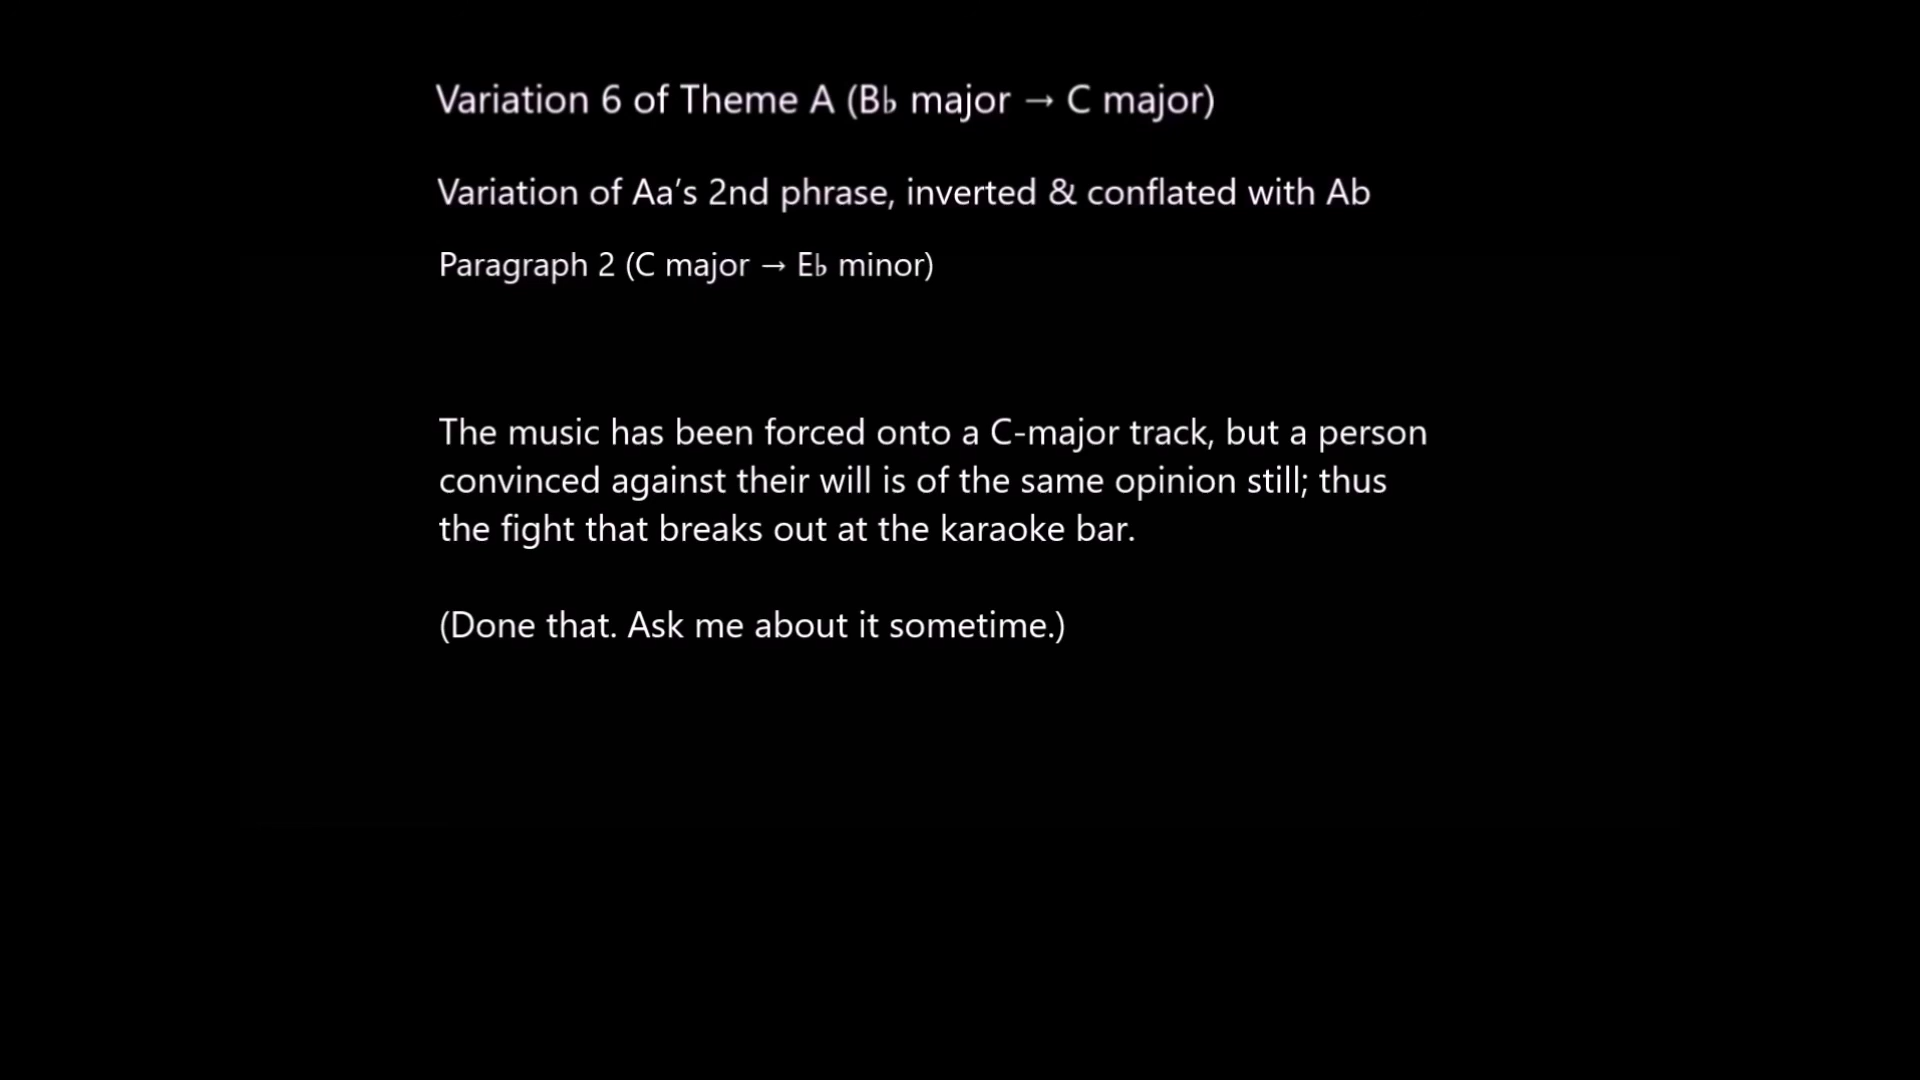 Variation 6 of Theme A (B♭ major → C major)
Variation of Aa’s 2nd phrase, inverted & conflated with Ab
Paragraph 2 (C major → E♭ minor)
The music has been forced onto a C-major track, but a person
convinced against their will is of the same opinion still; thus
the fight that breaks out at the karaoke bar.
(Done that. Ask me about it sometime.)